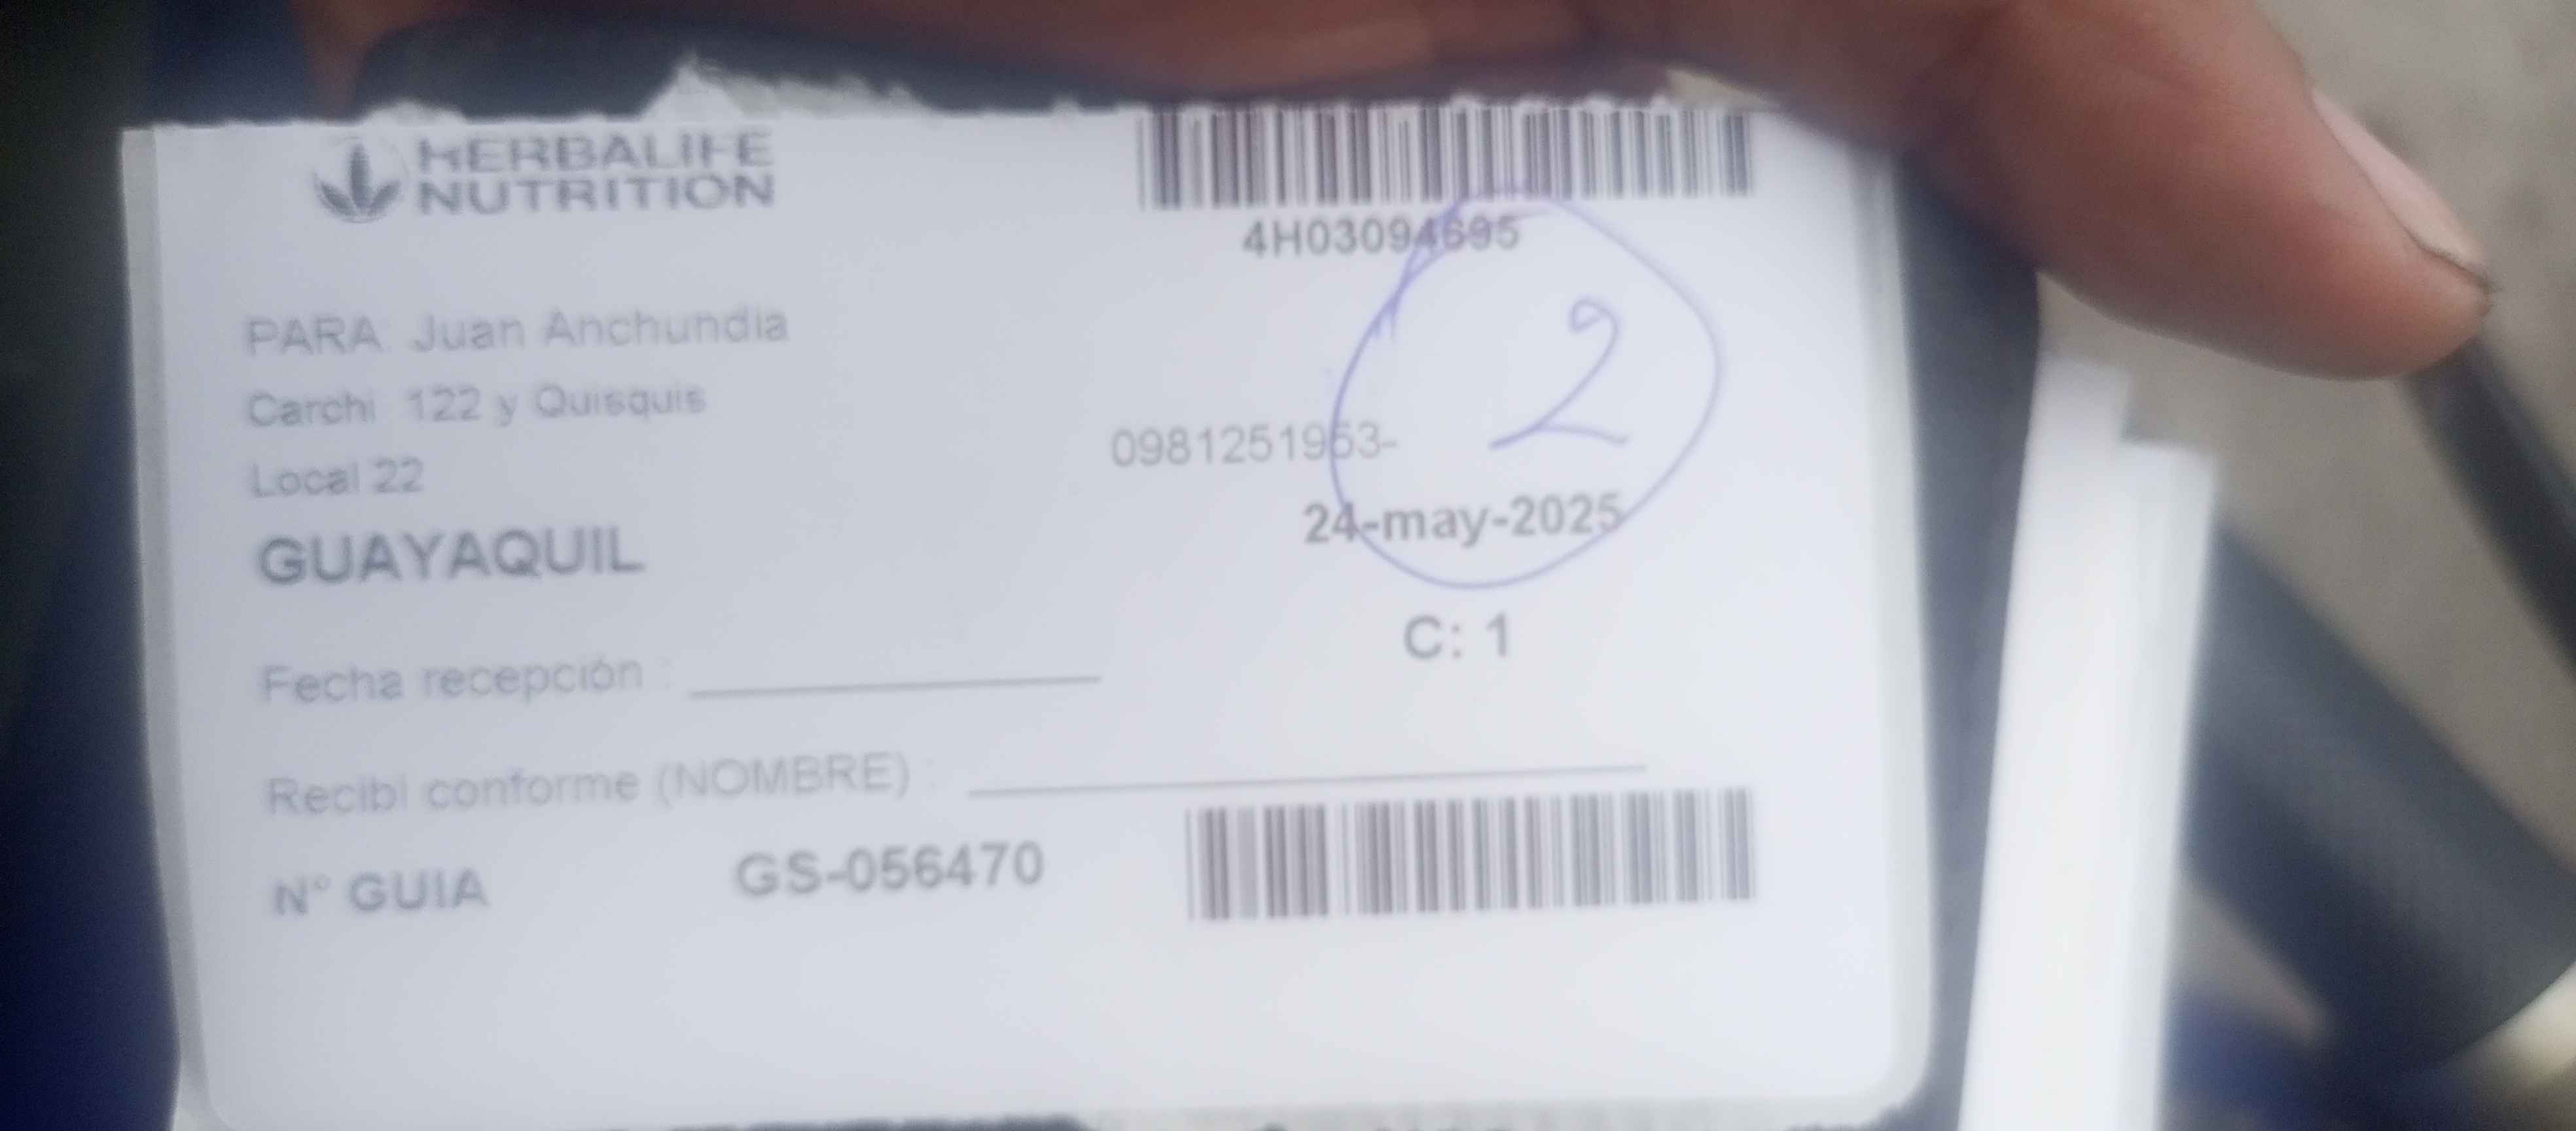 HERBALIFE
NUTRITION
4H03094695
PARA: Juan Anchundia
Carchi 122 y Quisquis
2
0981251953-
Local 22
24-may-2025
GUAYAQUIL
C: 1
Fecha recepción :
Recibi conforme (NOMBRE) :
N° GUIA GS-056470